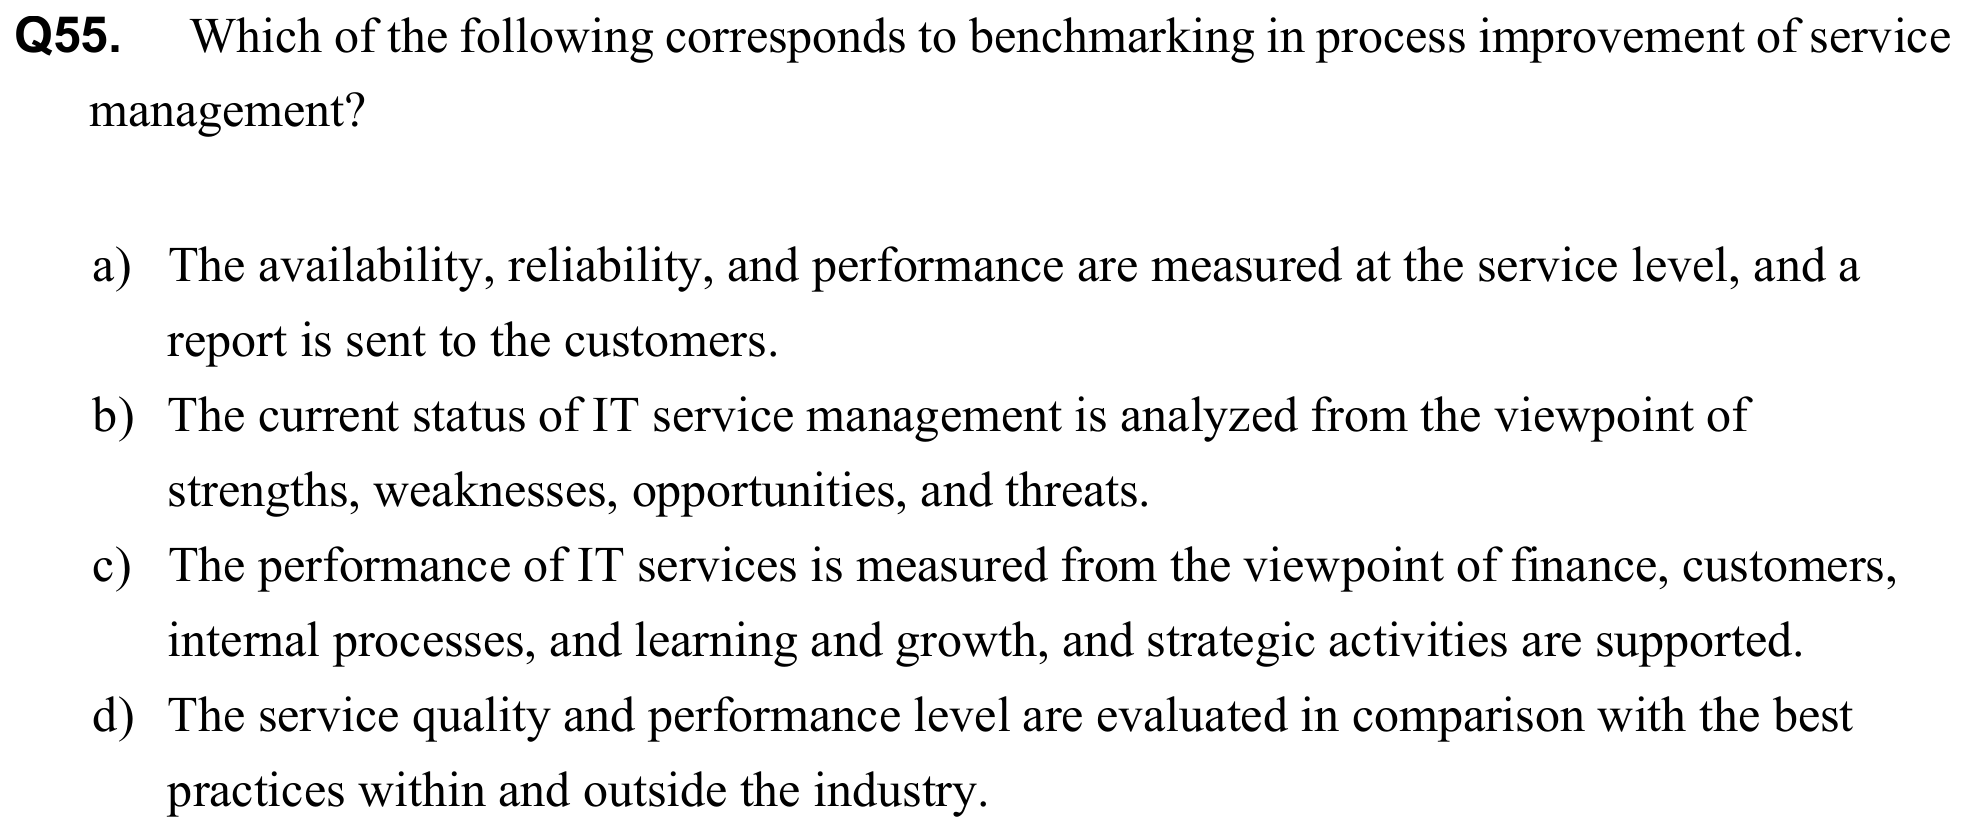 Q55. Which of the following corresponds to benchmarking in process improvement of service
management?
a) The availability, reliability, and performance are measured at the service level, and a
report is sent to the customers.
b) The current status of IT service management is analyzed from the viewpoint of
strengths, weaknesses, opportunities, and threats.
c) The performance of IT services is measured from the viewpoint of finance, customers,
internal processes, and learning and growth, and strategic activities are supported.
d) The service quality and performance level are evaluated in comparison with the best
practices within and outside the industry.